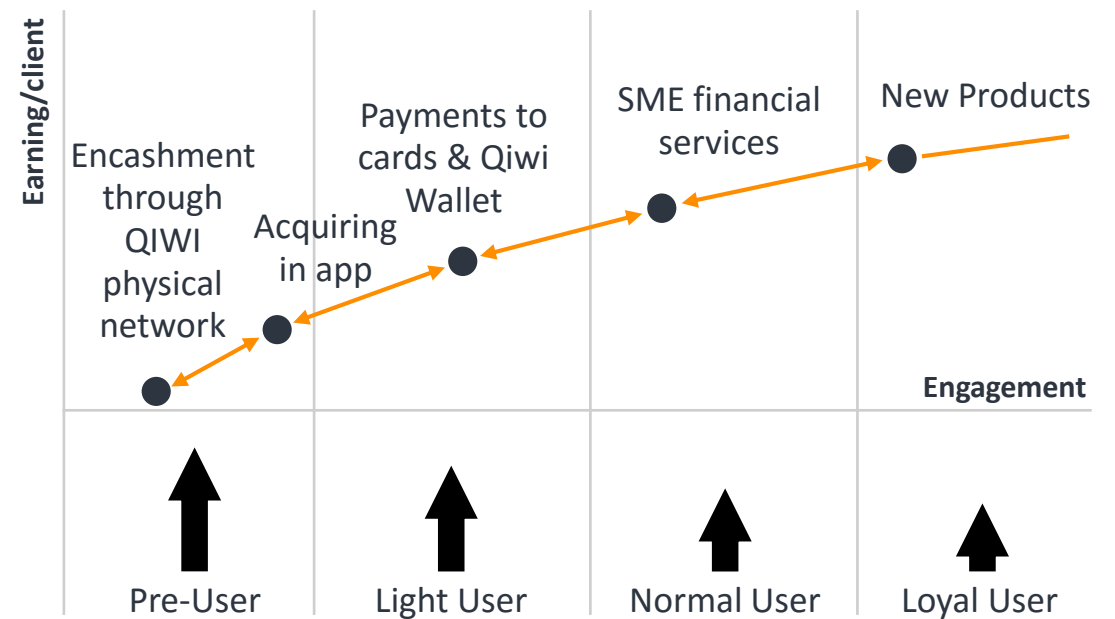 Earning/client
Encashment
through
QIWI
physical
network
Acquiring
in app
Payments to
cards & Qiwi
Wallet
SME financial
services
New Products
Engagement
Pre-User
Light User
Normal User
Loyal User